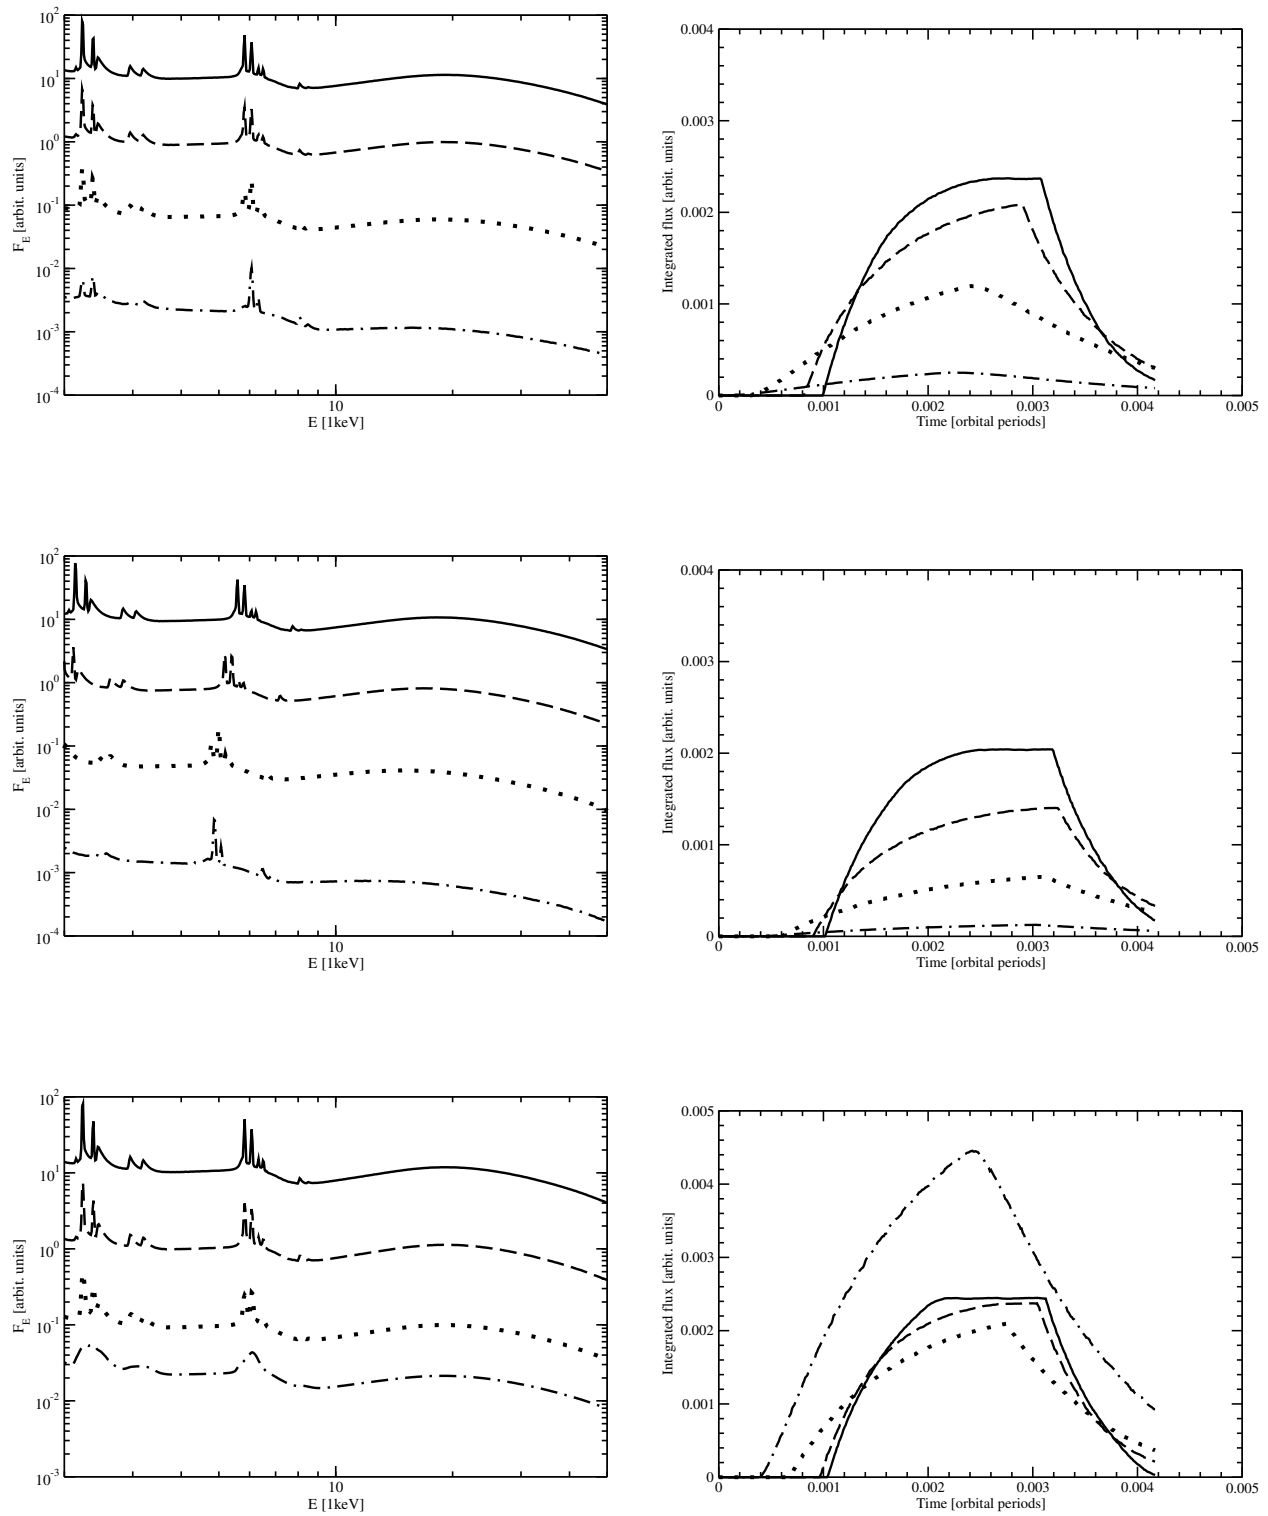 10^2
10^1
10^0
10^-1
10^-2
10^-3
10^-4
F_E [arbit. units]
10
E [1keV]
0.004
0.003
0.002
0.001
0
Integrated flux [arbit. units]
0 0.001 0.002 0.003 0.004 0.005
Time [orbital periods]
10^2
10^1
10^0
10^-1
10^-2
10^-3
10^-4
F_E [arbit. units]
10
E [1keV]
0.004
0.003
0.002
0.001
0
Integrated flux [arbit. units]
0 0.001 0.002 0.003 0.004 0.005
Time [orbital periods]
10^2
10^1
10^0
10^-1
10^-2
10^-3
F_E [arbit. units]
10
E [1keV]
0.005
0.004
0.003
0.002
0.001
0
Integrated flux [arbit. units]
0 0.001 0.002 0.003 0.004 0.005
Time [orbital periods]